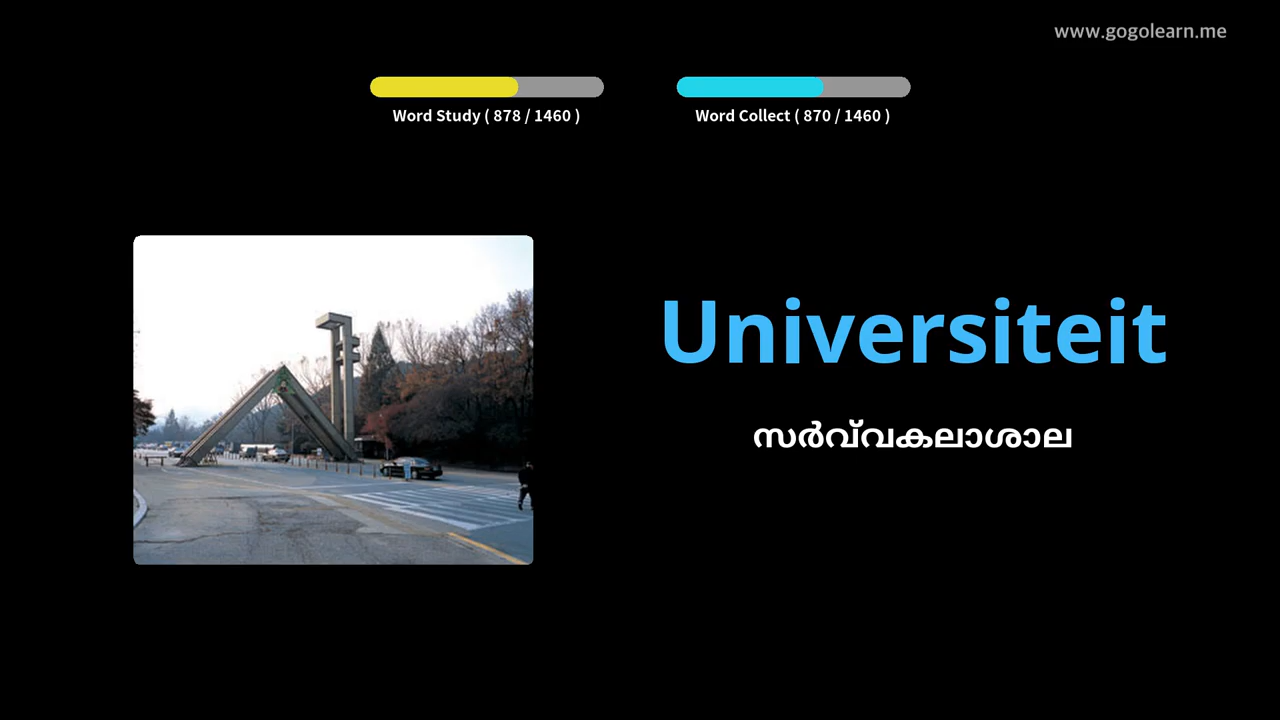 www.gogolearn.me
Word Study ( 878 / 1460 )
Word Collect ( 870 / 1460 )
Universiteit
സർവ്വകലാശാല